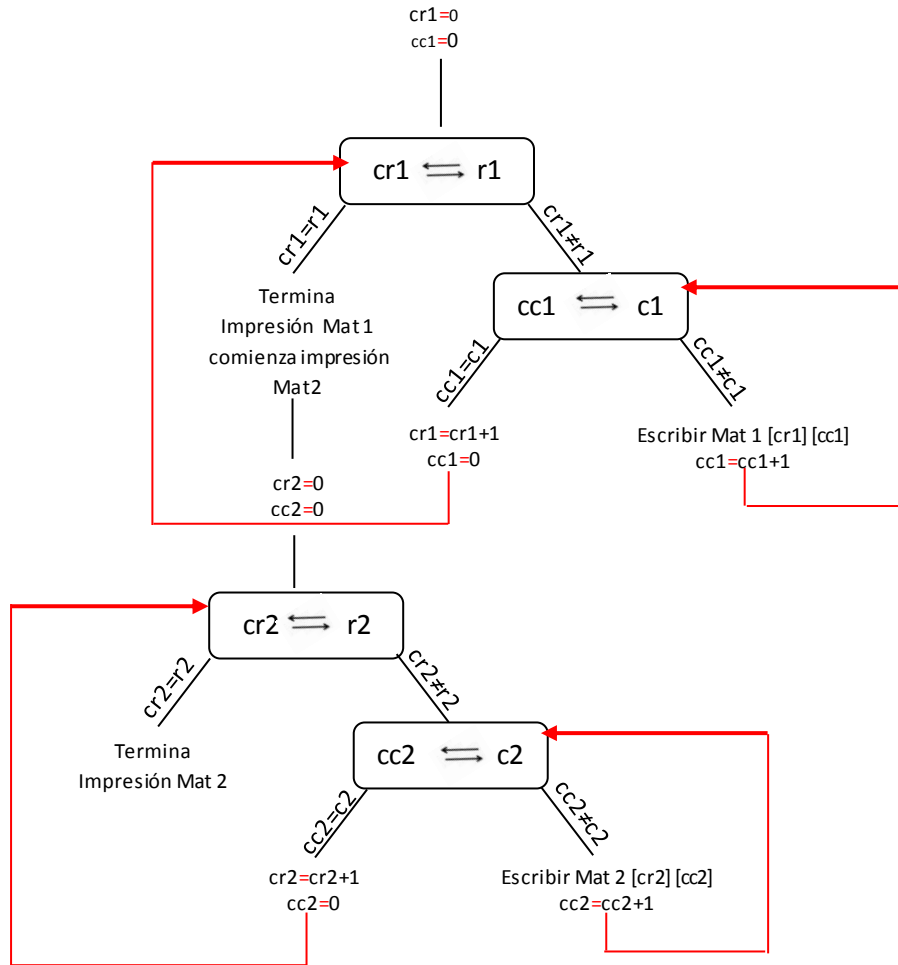 cr1=0
cc1=0
cr1 r1
cr1=r1
cr1≠r1
cc1 c1
Termina
Impresión Mat 1
comienza impresión
Mat2
cc1=c1
cc1≠c1
cr1=cr1+1
cc1=0
Escribir Mat 1 [cr1] [cc1]
cc1=cc1+1
cr2=0
cc2=0
cr2 r2
cr2=r2
cr2≠r2
cc2 c2
Termina
Impresión Mat 2
cc2=c2
cc2≠c2
cr2=cr2+1
cc2=0
Escribir Mat 2 [cr2] [cc2]
cc2=cc2+1